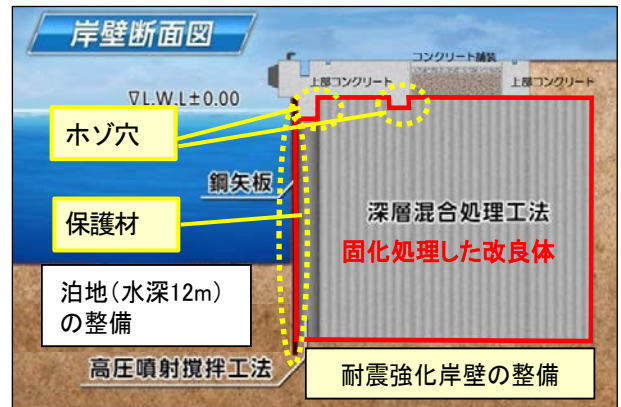 岸壁断面図
コンクリート舗装
上部コンクリート
上部コンクリート
▽L.W.L±0.00
ホゾ穴
鋼矢板
保護材
深層混合処理工法
固化処理した改良体
泊地（水深12m）
の整備
高圧噴射撹拌工法
耐震強化岸壁の整備